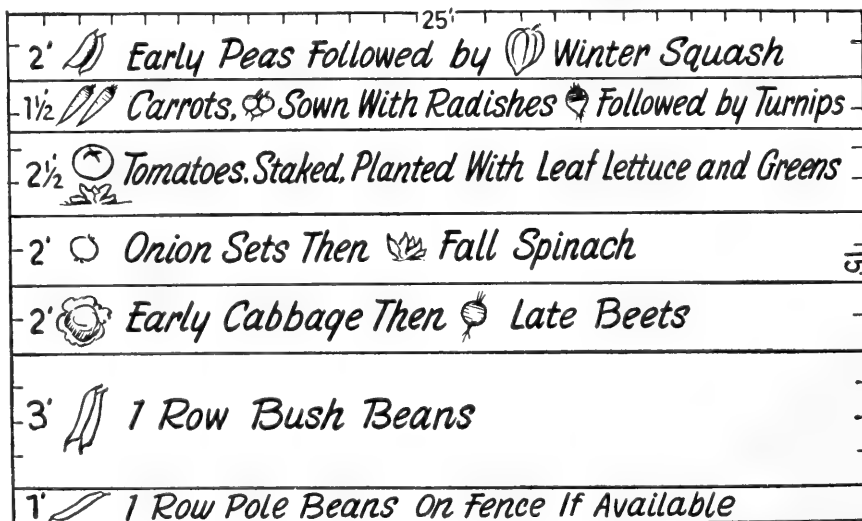 25'
2' Early Peas Followed by Winter Squash
1½' Carrots, Sown With Radishes Followed by Turnips
2½' Tomatoes. Staked, Planted With Leaf Lettuce and Greens
2' Onion Sets Then Fall Spinach
15'
2' Early Cabbage Then Late Beets
3' 1 Row Bush Beans
1' 1 Row Pole Beans On Fence If Available